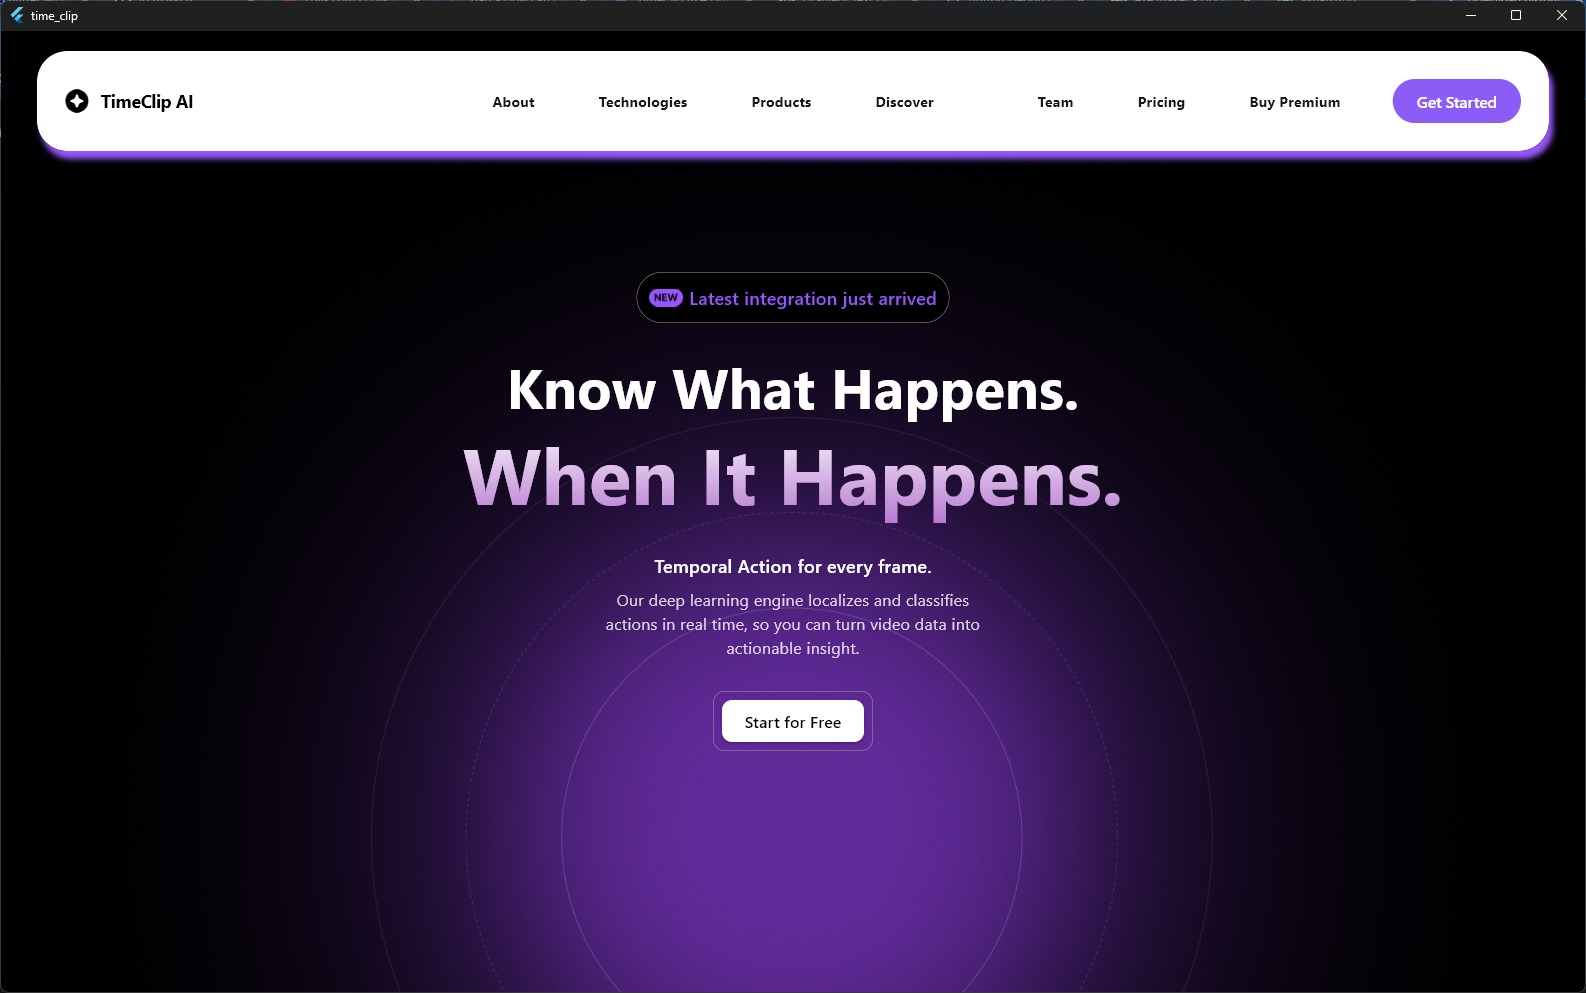 time_clip
TimeClip AI
About
Technologies
Products
Discover
Team
Pricing
Buy Premium
Get Started
NEW Latest integration just arrived
Know What Happens.
When It Happens.
Temporal Action for every frame.
Our deep learning engine localizes and classifies
actions in real time, so you can turn video data into
actionable insight.
Start for Free